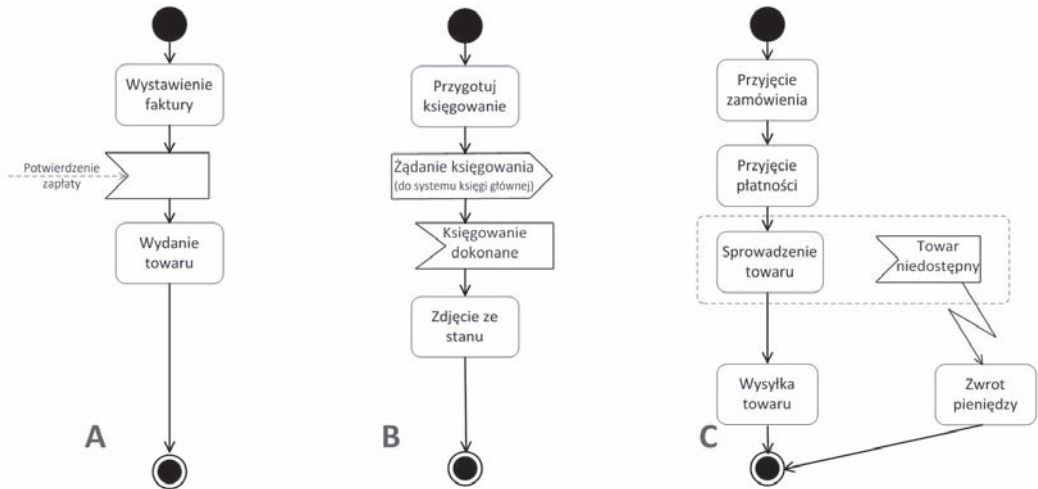 Wystawienie
faktury
Potwierdzenie
zapłaty
Wydanie
towaru
A
Przygotuj
księgowanie
Żądanie księgowania
(do systemu księgi głównej)
Księgowanie
dokonane
Zdjęcie ze
stanu
B
Przyjęcie
zamówienia
Przyjęcie
płatności
Sprowadzenie
towaru
Towar
niedostępny
Wysyłka
towaru
Zwrot
pieniędzy
C